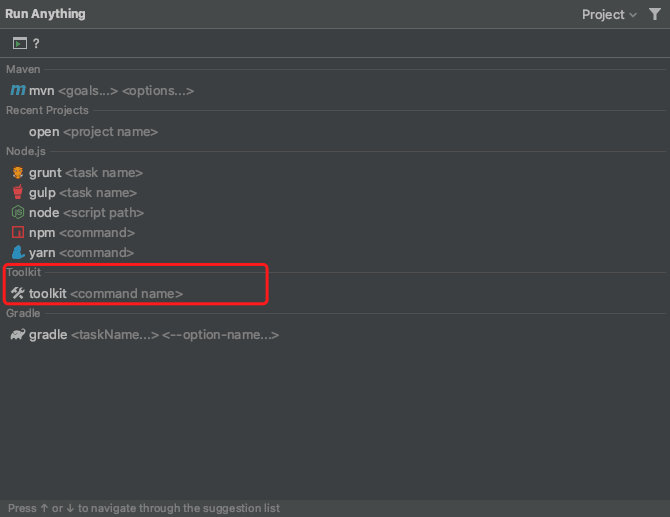 Run Anything
Project
?
Maven
mvn <goals...> <options...>
Recent Projects
open <project name>
Node.js
grunt <task name>
gulp <task name>
node <script path>
npm <command>
yarn <command>
Toolkit
toolkit <command name>
Gradle
gradle <taskName...> <--option-name...>
Press ↑ or ↓ to navigate through the suggestion list